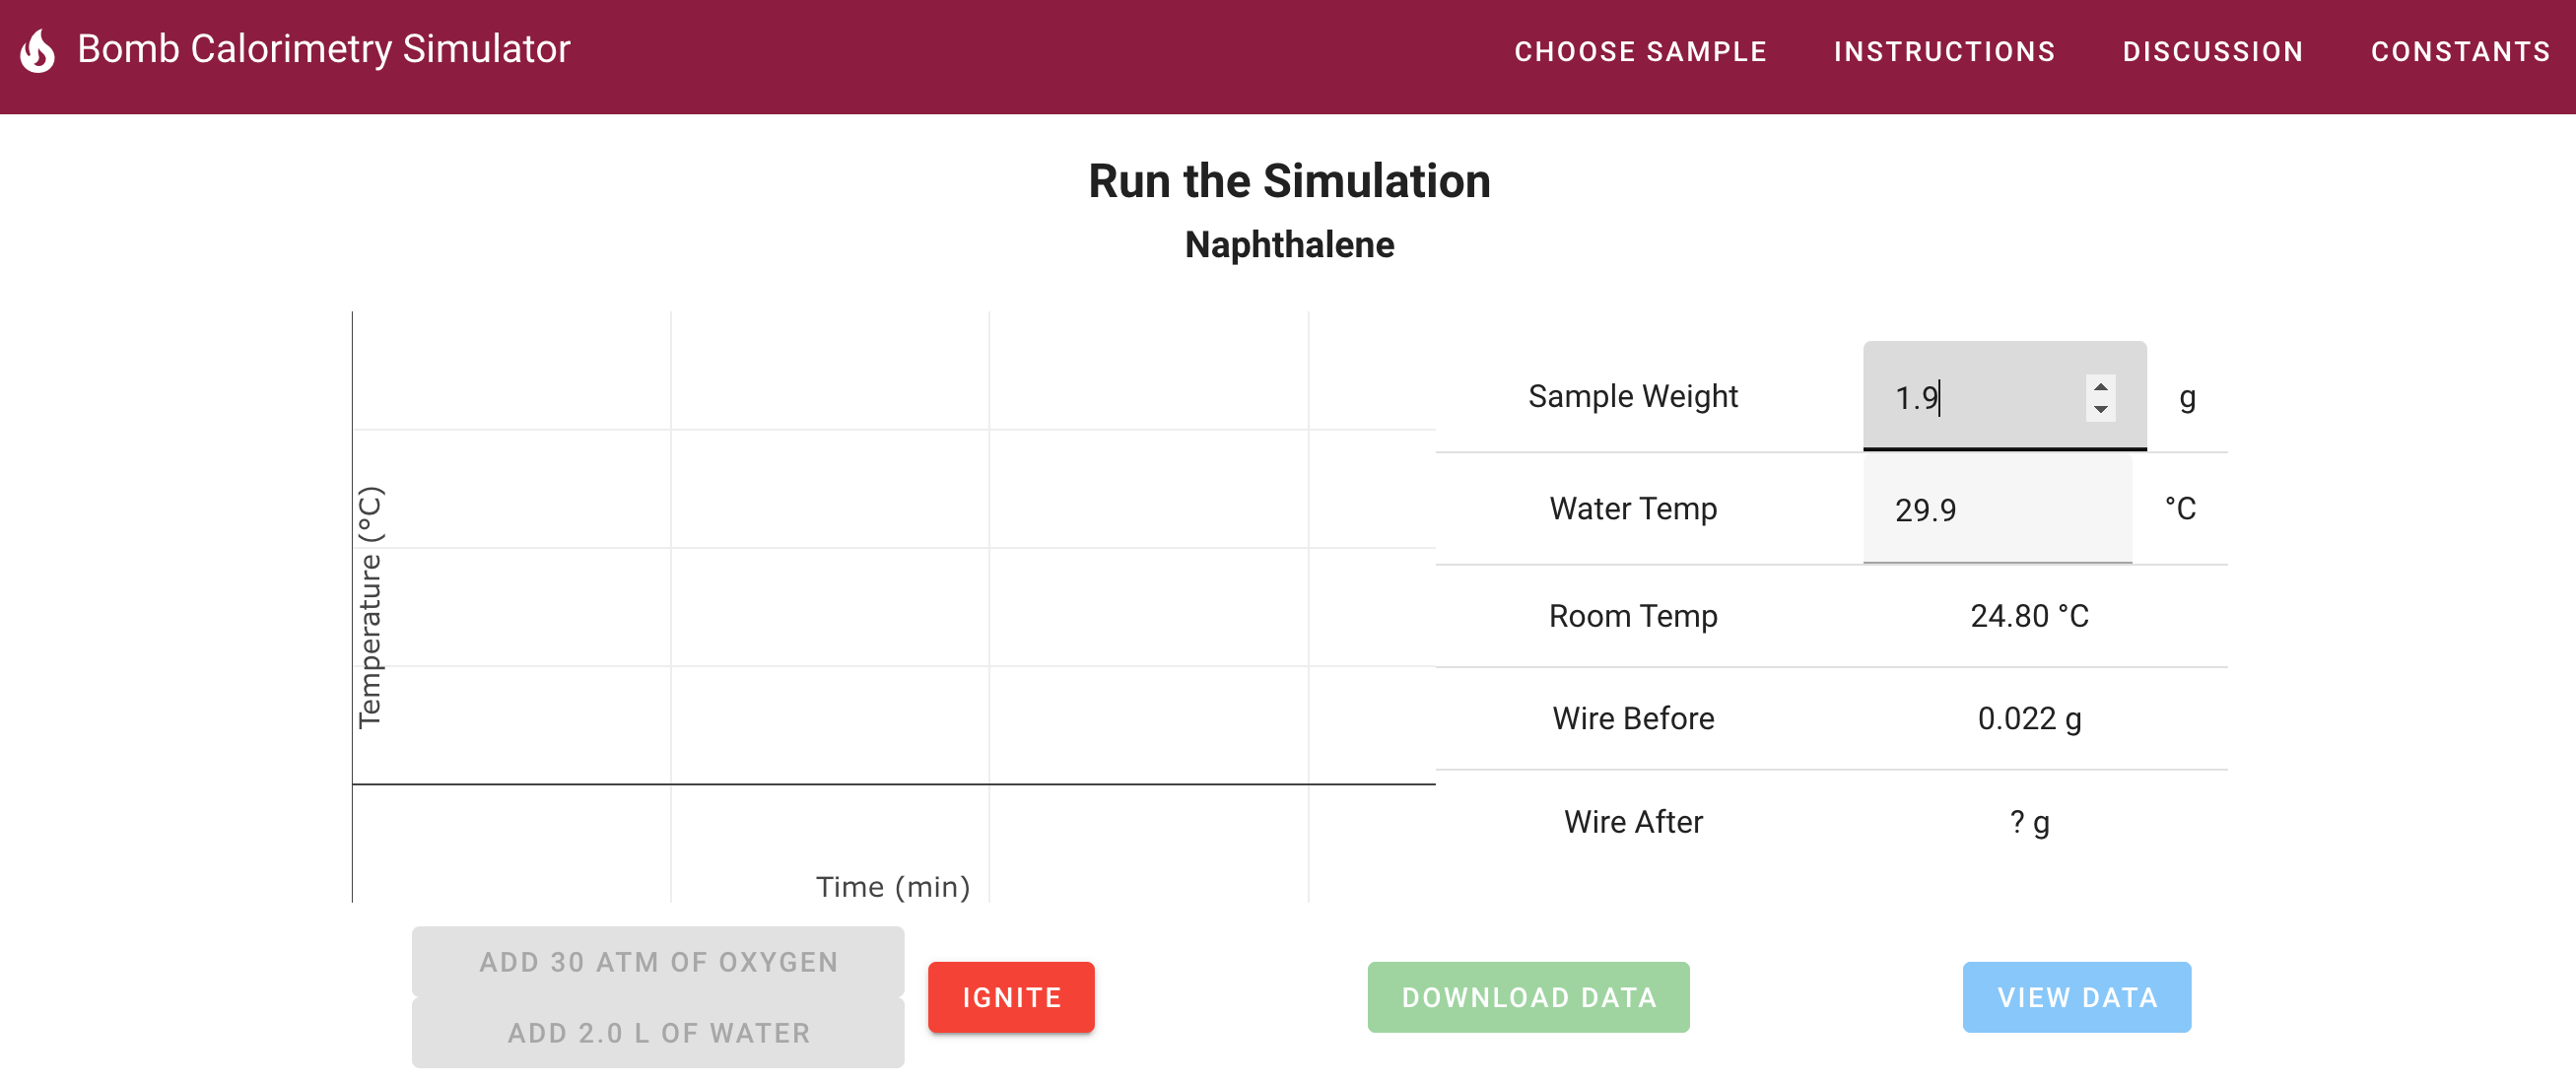 Bomb Calorimetry Simulator
CHOOSE SAMPLE
INSTRUCTIONS
DISCUSSION
CONSTANTS
Run the Simulation
Naphthalene
Temperature (°C)
Time (min)
Sample Weight 1.9 g
Water Temp 29.9 °C
Room Temp 24.80 °C
Wire Before 0.022 g
Wire After ? g
ADD 30 ATM OF OXYGEN
ADD 2.0 L OF WATER
IGNITE
DOWNLOAD DATA
VIEW DATA